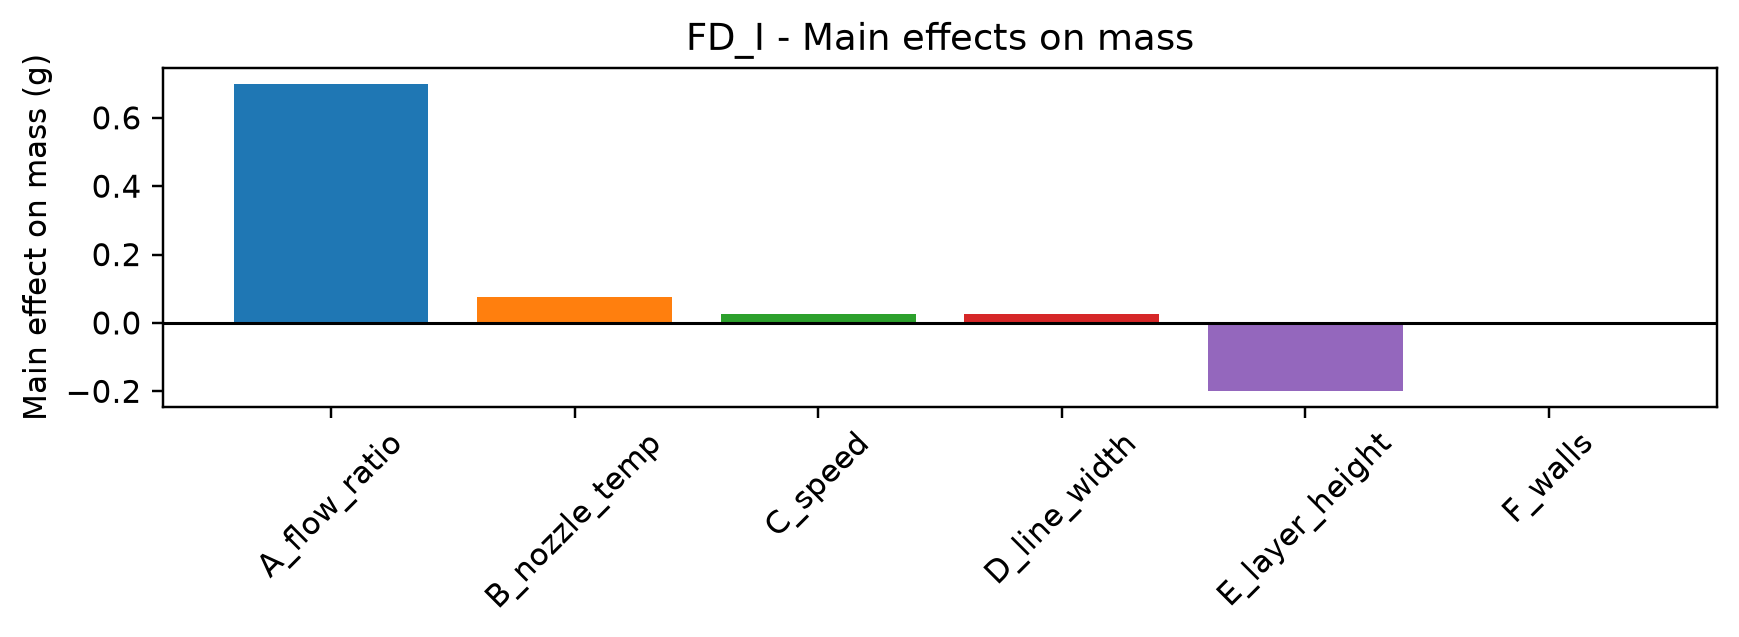 FD_I - Main effects on mass
Main effect on mass (g)
0.6
0.4
0.2
0.0
−0.2
A_flow_ratio
B_nozzle_temp
C_speed
D_line_width
E_layer_height
F_walls